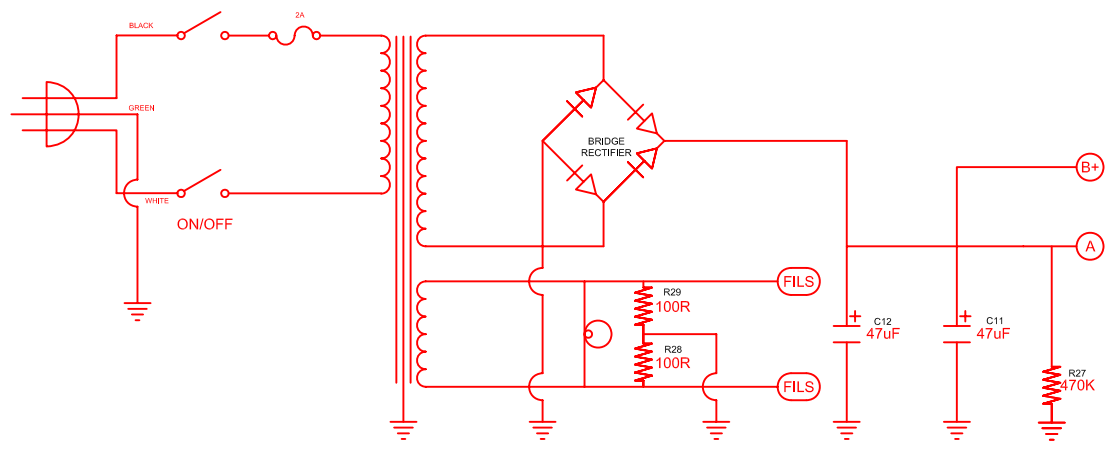 BLACK
2A
GREEN
WHITE
ON/OFF
BRIDGE
RECTIFIER
B+
A
FILS
R29
100R
R28
100R
FILS
+
C12
47uF
+
C11
47uF
R27
470K